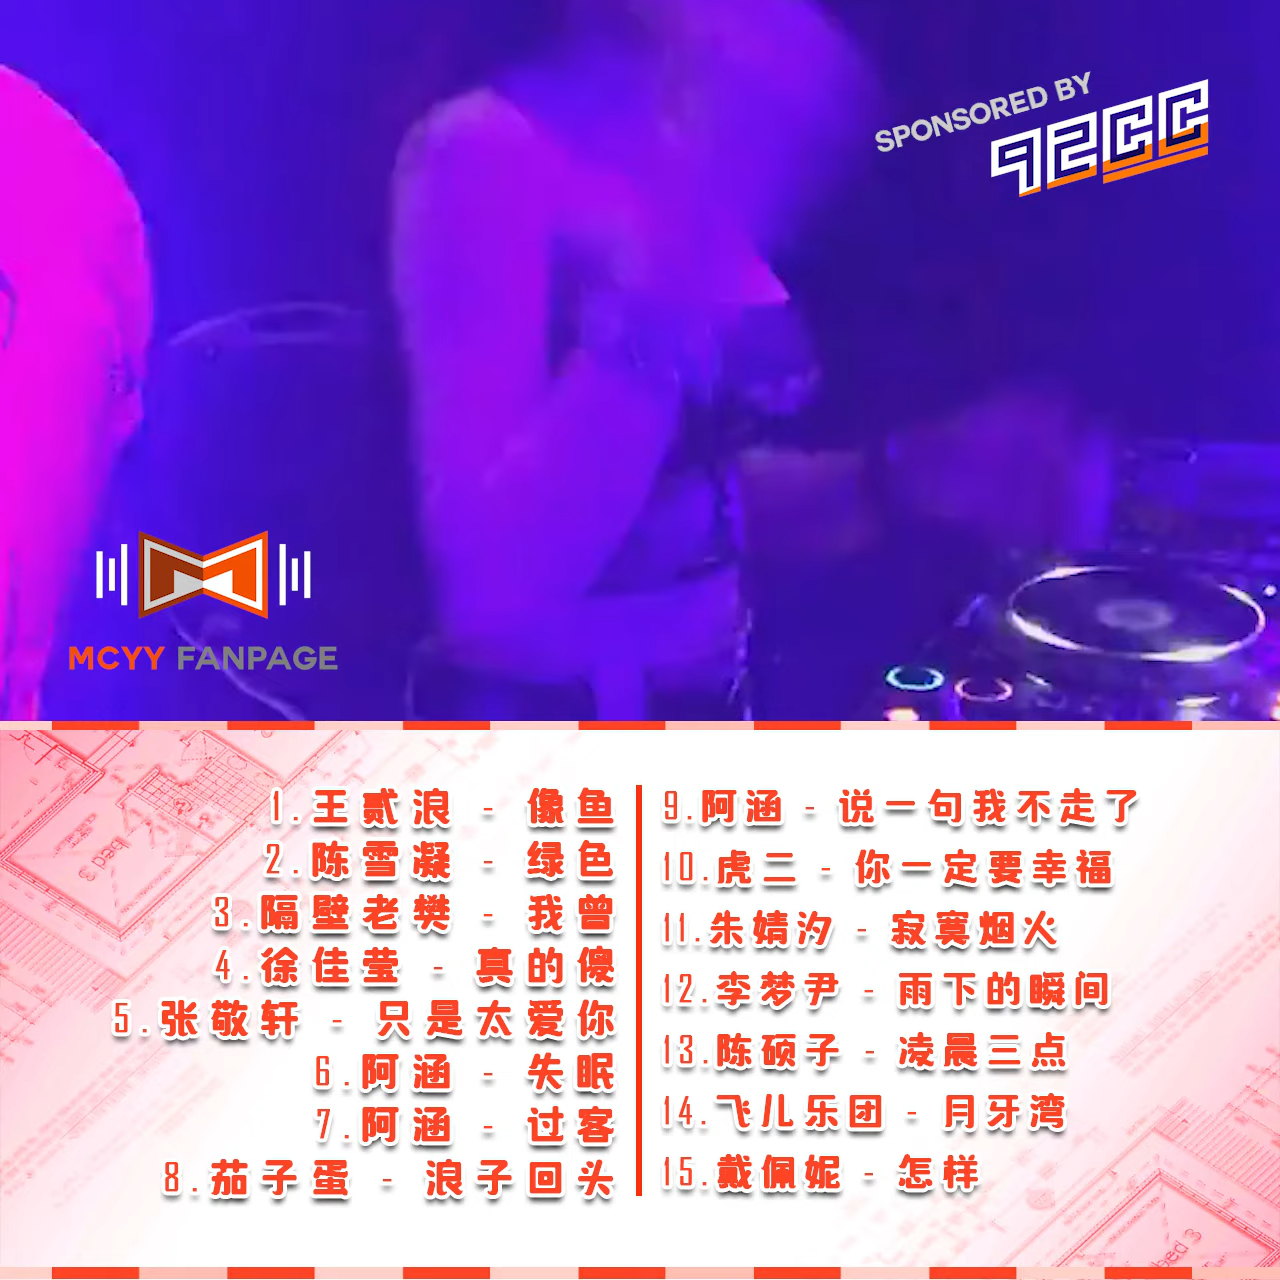 SPONSORED BY
92CC
MCYY FANPAGE
1.王贰浪 - 像鱼
2.陈雪凝 - 绿色
3.隔壁老樊 - 我曾
4.徐佳莹 - 真的傻
5.张敬轩 - 只是太爱你
6.阿涵 - 失眠
7.阿涵 - 过客
8.茄子蛋 - 浪子回头
9.阿涵 - 说一句我不走了
10.虎二 - 你一定要幸福
11.朱婧汐 - 寂寞烟火
12.李梦尹 - 雨下的瞬间
13.陈硕子 - 凌晨三点
14.飞儿乐团 - 月牙湾
15.戴佩妮 - 怎样